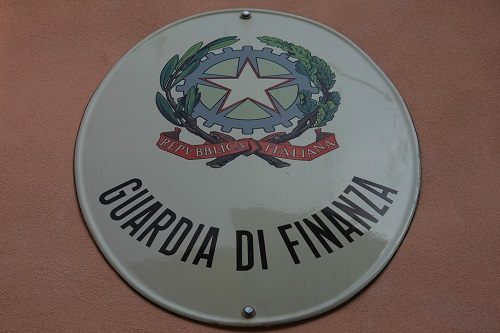 REPVBBLICA ITALIANA
GUARDIA DI FINANZA